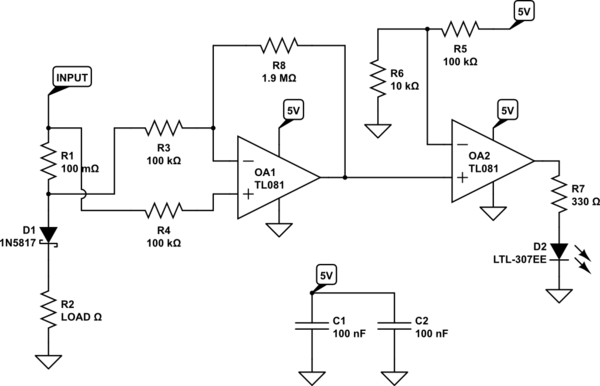 5V
R8
1.9 MΩ
R5
100 kΩ
INPUT
R6
10 kΩ
5V
5V
R1
100 mΩ
R3
100 kΩ
OA1
TL081
OA2
TL081
R7
330 Ω
R4
100 kΩ
D1
1N5817
D2
LTL-307EE
5V
R2
LOAD Ω
C1
100 nF
C2
100 nF
-
+
-
+